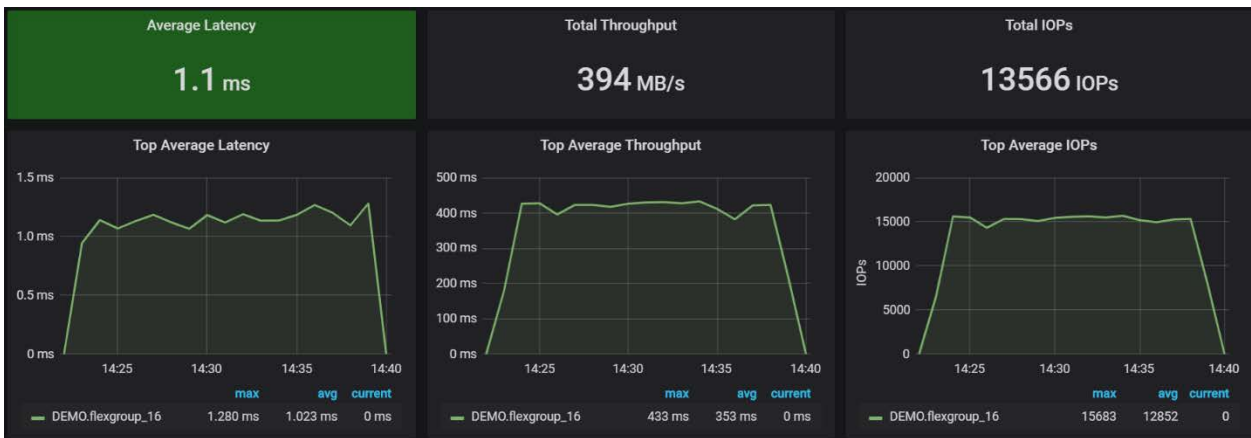 Average Latency
1.1 ms
Total Throughput
394 MB/s
Total IOPs
13566 IOPs
Top Average Latency
1.5 ms
1.0 ms
0.5 ms
0 ms
14:25 14:30 14:35 14:40
max avg current
DEMO.flexgroup_16 1.280 ms 1.023 ms 0 ms
Top Average Throughput
500 ms
400 ms
300 ms
200 ms
100 ms
0 ms
14:25 14:30 14:35 14:40
max avg current
DEMO.flexgroup_16 433 ms 353 ms 0 ms
Top Average IOPs
20000
15000
10000
5000
0
IOPs
14:25 14:30 14:35 14:40
max avg current
DEMO.flexgroup_16 15683 12852 0